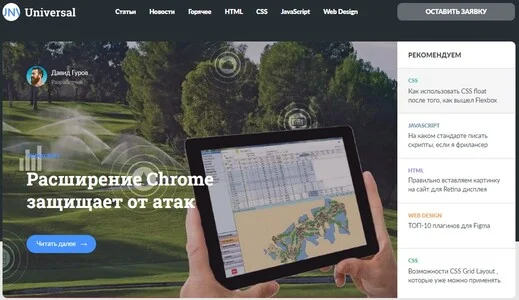 UNV Universal
Статьи Новости Горячее HTML CSS JavaScript Web Design
ОСТАВИТЬ ЗАЯВКУ
Давид Гуров
Разработчик
Расширение Chrome
защищает от атак
Читать далее →
РЕКОМЕНДУЕМ
CSS
Как использовать CSS float
после того, как вышел Flexbox
JAVASCRIPT
На каком стандарте писать
скрипты, если я фрилансер
HTML
Правильно вставляем картинку
на сайт для Retina дисплея
WEB DESIGN
ТОП-10 плагинов для Figma
CSS
Возможности CSS Grid Layout ,
которые уже можно применять